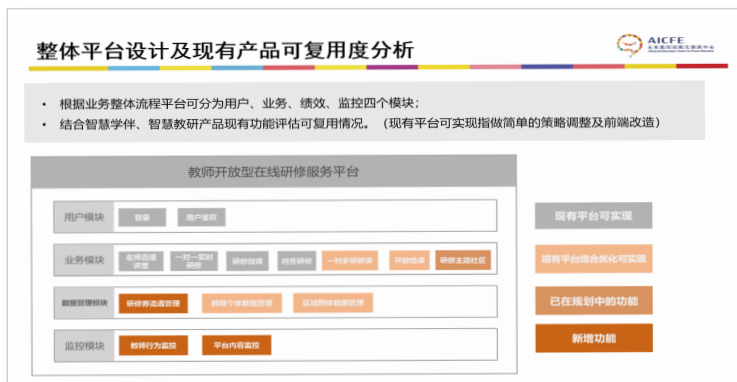 整体平台设计及现有产品可复用度分析
AICFE
• 根据业务整体流程平台可分为用户、业务、绩效、监控四个模块；
• 结合智慧学伴、智慧教研产品现有功能评估可复用情况。（现有平台可实现指做简单的策略调整及前端改造）
教师开放型在线研修服务平台
用户模块 登录 用户鉴权
业务模块 名师直播讲堂 一对一实时研修 研修微课 问答研修 一对多研修课 开放绘课 研修主题社区
数据管理模块 研修券流通管理 教师个体数据管理 区域群体数据管理
监控模块 教师行为监控 平台内容监控
现有平台可实现
现有平台组合优化可实现
已在规划中的功能
新增功能